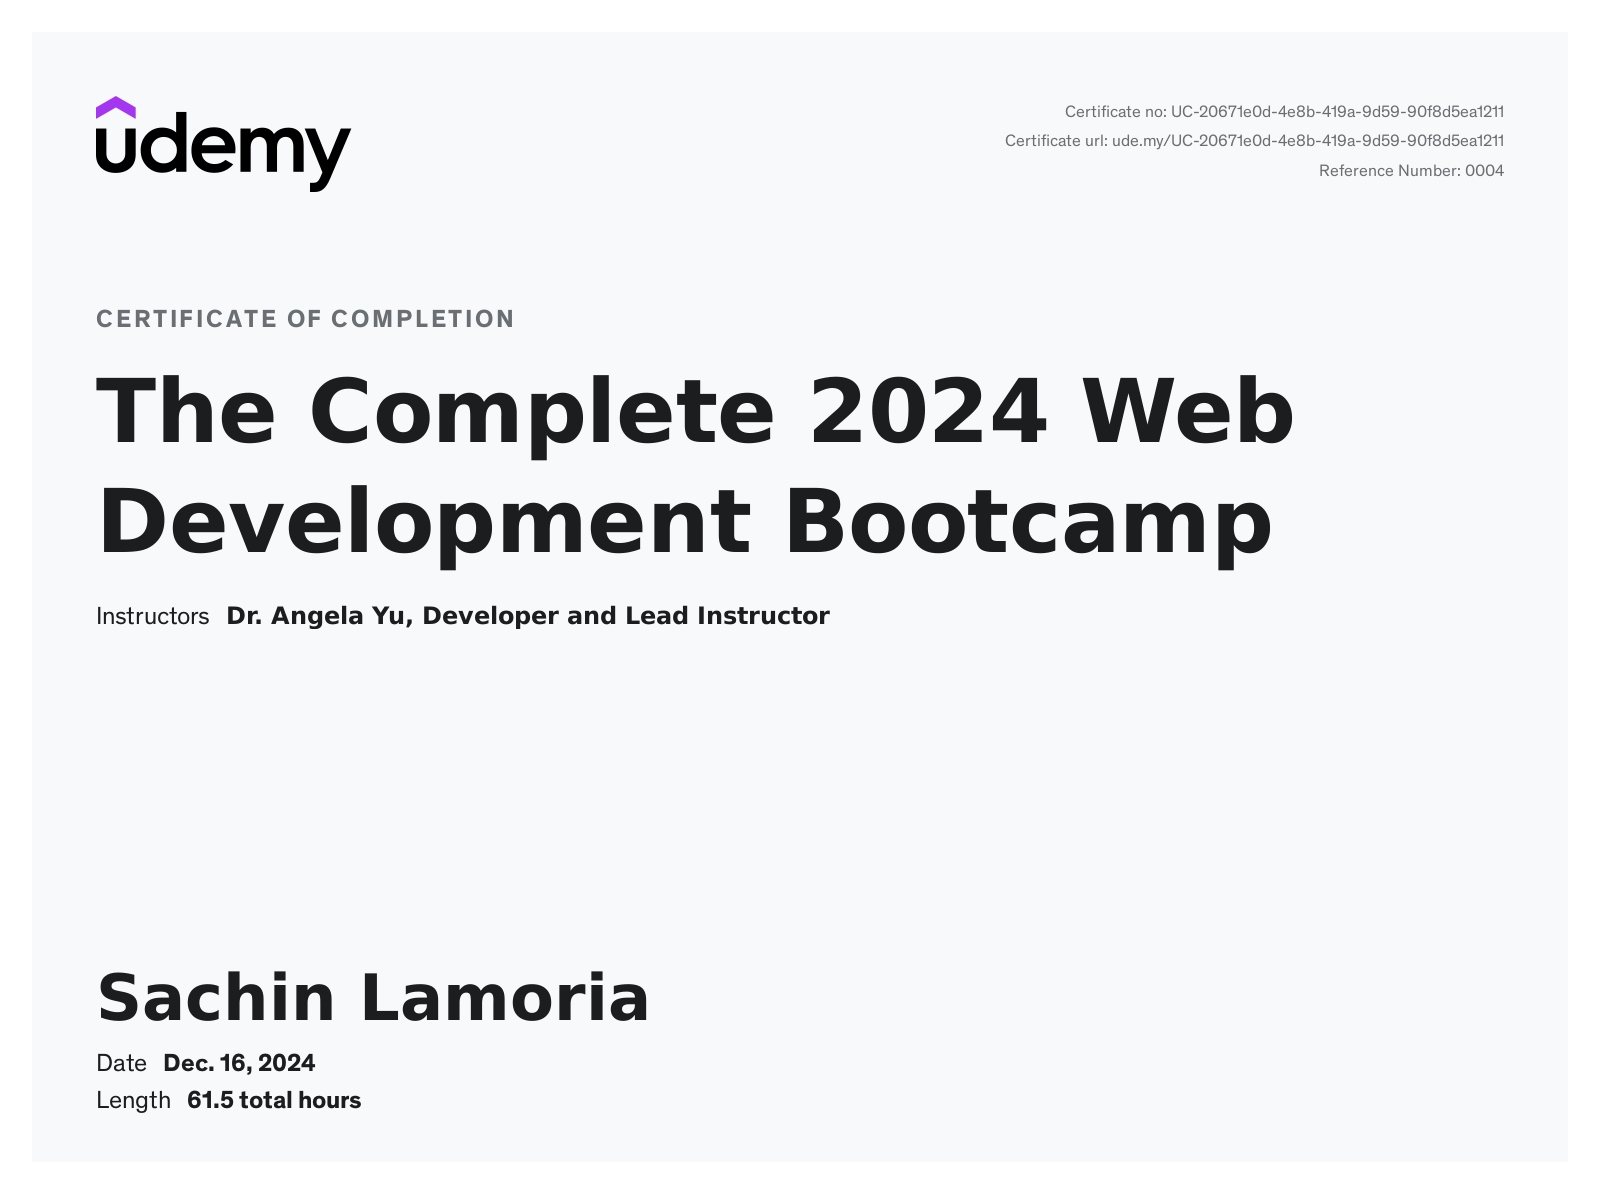 udemy
Certificate no: UC-20671e0d-4e8b-419a-9d59-90f8d5ea1211
Certificate url: ude.my/UC-20671e0d-4e8b-419a-9d59-90f8d5ea1211
Reference Number: 0004
CERTIFICATE OF COMPLETION
The Complete 2024 Web
Development Bootcamp
Instructors Dr. Angela Yu, Developer and Lead Instructor
Sachin Lamoria
Date Dec. 16, 2024
Length 61.5 total hours